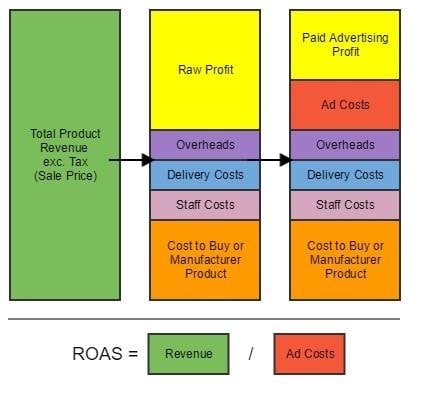 Total Product
Revenue
exc. Tax
(Sale Price)
Raw Profit
Overheads
Delivery Costs
Staff Costs
Cost to Buy or
Manufacturer
Product
Paid Advertising
Profit
Ad Costs
Overheads
Delivery Costs
Staff Costs
Cost to Buy or
Manufacturer
Product
ROAS = Revenue / Ad Costs